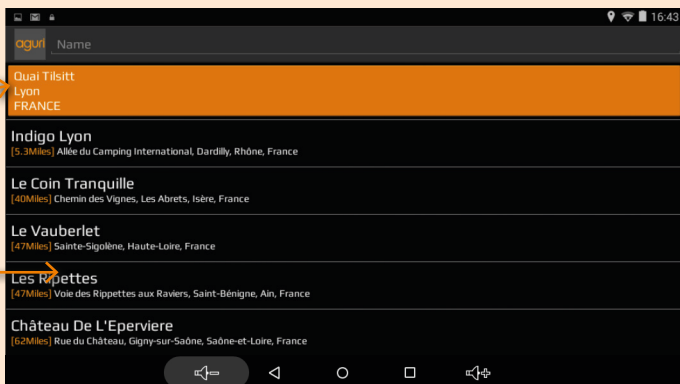 16:43
aguri
Name
Quai Tilsitt
Lyon
FRANCE
Indigo Lyon
[5.3Miles] Allée du Camping International, Dardilly, Rhône, France
Le Coin Tranquille
[40Miles] Chemin des Vignes, Les Abrets, Isère, France
Le Vauberlet
[47Miles] Sainte-Sigolène, Haute-Loire, France
Les Ripettes
[47Miles] Voie des Rippettes aux Raviers, Saint-Bénigne, Ain, France
Château De L'Eperviere
[62Miles] Rue du Château, Gigny-sur-Saône, Saône-et-Loire, France